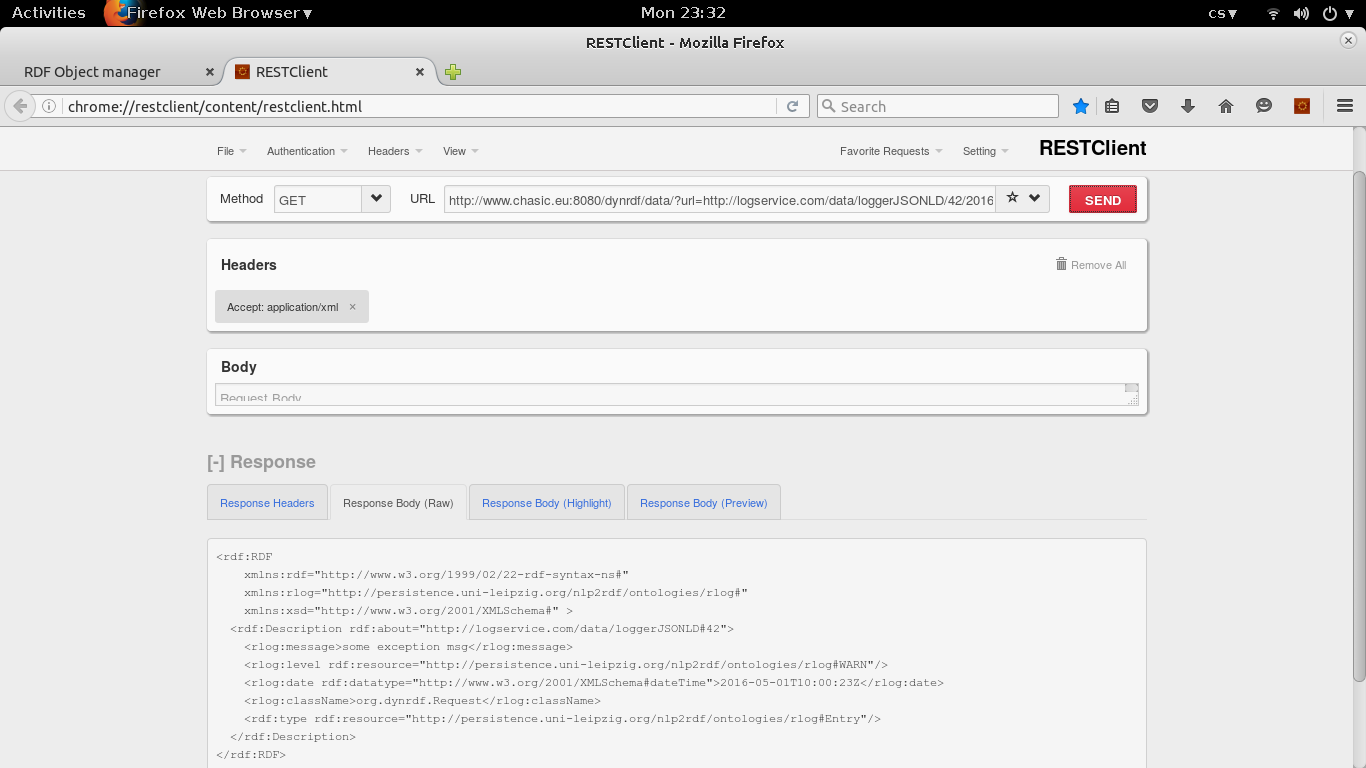 Activities Firefox Web Browser Mon 23:32 cs
RESTClient - Mozilla Firefox
RDF Object manager RESTClient
chrome://restclient/content/restclient.html Search
File Authentication Headers View Favorite Requests Setting RESTClient
Method GET URL http://www.chasic.eu:8080/dynrdf/data/?url=http://logservice.com/data/loggerJSONLD/42/2016 SEND
Headers Remove All
Accept: application/xml ×
Body
Request Body
[-] Response
Response Headers Response Body (Raw) Response Body (Highlight) Response Body (Preview)
<rdf:RDF
xmlns:rdf="http://www.w3.org/1999/02/22-rdf-syntax-ns#"
xmlns:rlog="http://persistence.uni-leipzig.org/nlp2rdf/ontologies/rlog#"
xmlns:xsd="http://www.w3.org/2001/XMLSchema#" >
<rdf:Description rdf:about="http://logservice.com/data/loggerJSONLD#42">
<rlog:message>some exception msg</rlog:message>
<rlog:level rdf:resource="http://persistence.uni-leipzig.org/nlp2rdf/ontologies/rlog#WARN"/>
<rlog:date rdf:datatype="http://www.w3.org/2001/XMLSchema#dateTime">2016-05-01T10:00:23Z</rlog:date>
<rlog:className>org.dynrdf.Request</rlog:className>
<rdf:type rdf:resource="http://persistence.uni-leipzig.org/nlp2rdf/ontologies/rlog#Entry"/>
</rdf:Description>
</rdf:RDF>